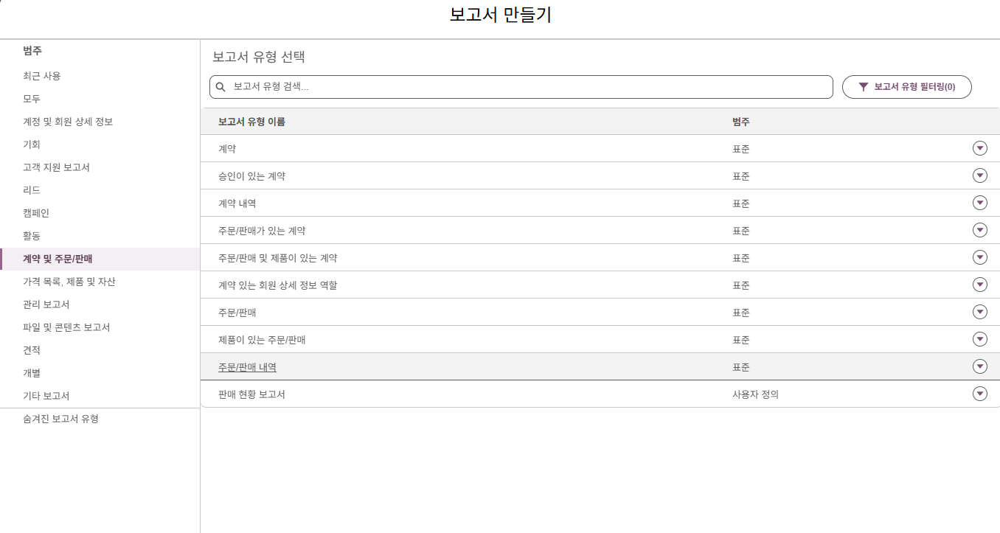 보고서 만들기
범주
최근 사용
모두
계정 및 회원 상세 정보
기회
고객 지원 보고서
리드
캠페인
활동
계약 및 주문/판매
가격 목록, 제품 및 자산
관리 보고서
파일 및 콘텐츠 보고서
견적
개별
기타 보고서
숨겨진 보고서 유형
보고서 유형 선택
보고서 유형 검색...
보고서 유형 필터링(0)
보고서 유형 이름 범주
계약 표준
승인이 있는 계약 표준
계약 내역 표준
주문/판매가 있는 계약 표준
주문/판매 및 제품이 있는 계약 표준
계약 있는 회원 상세 정보 역할 표준
주문/판매 표준
제품이 있는 주문/판매 표준
주문/판매 내역 표준
판매 현황 보고서 사용자 정의